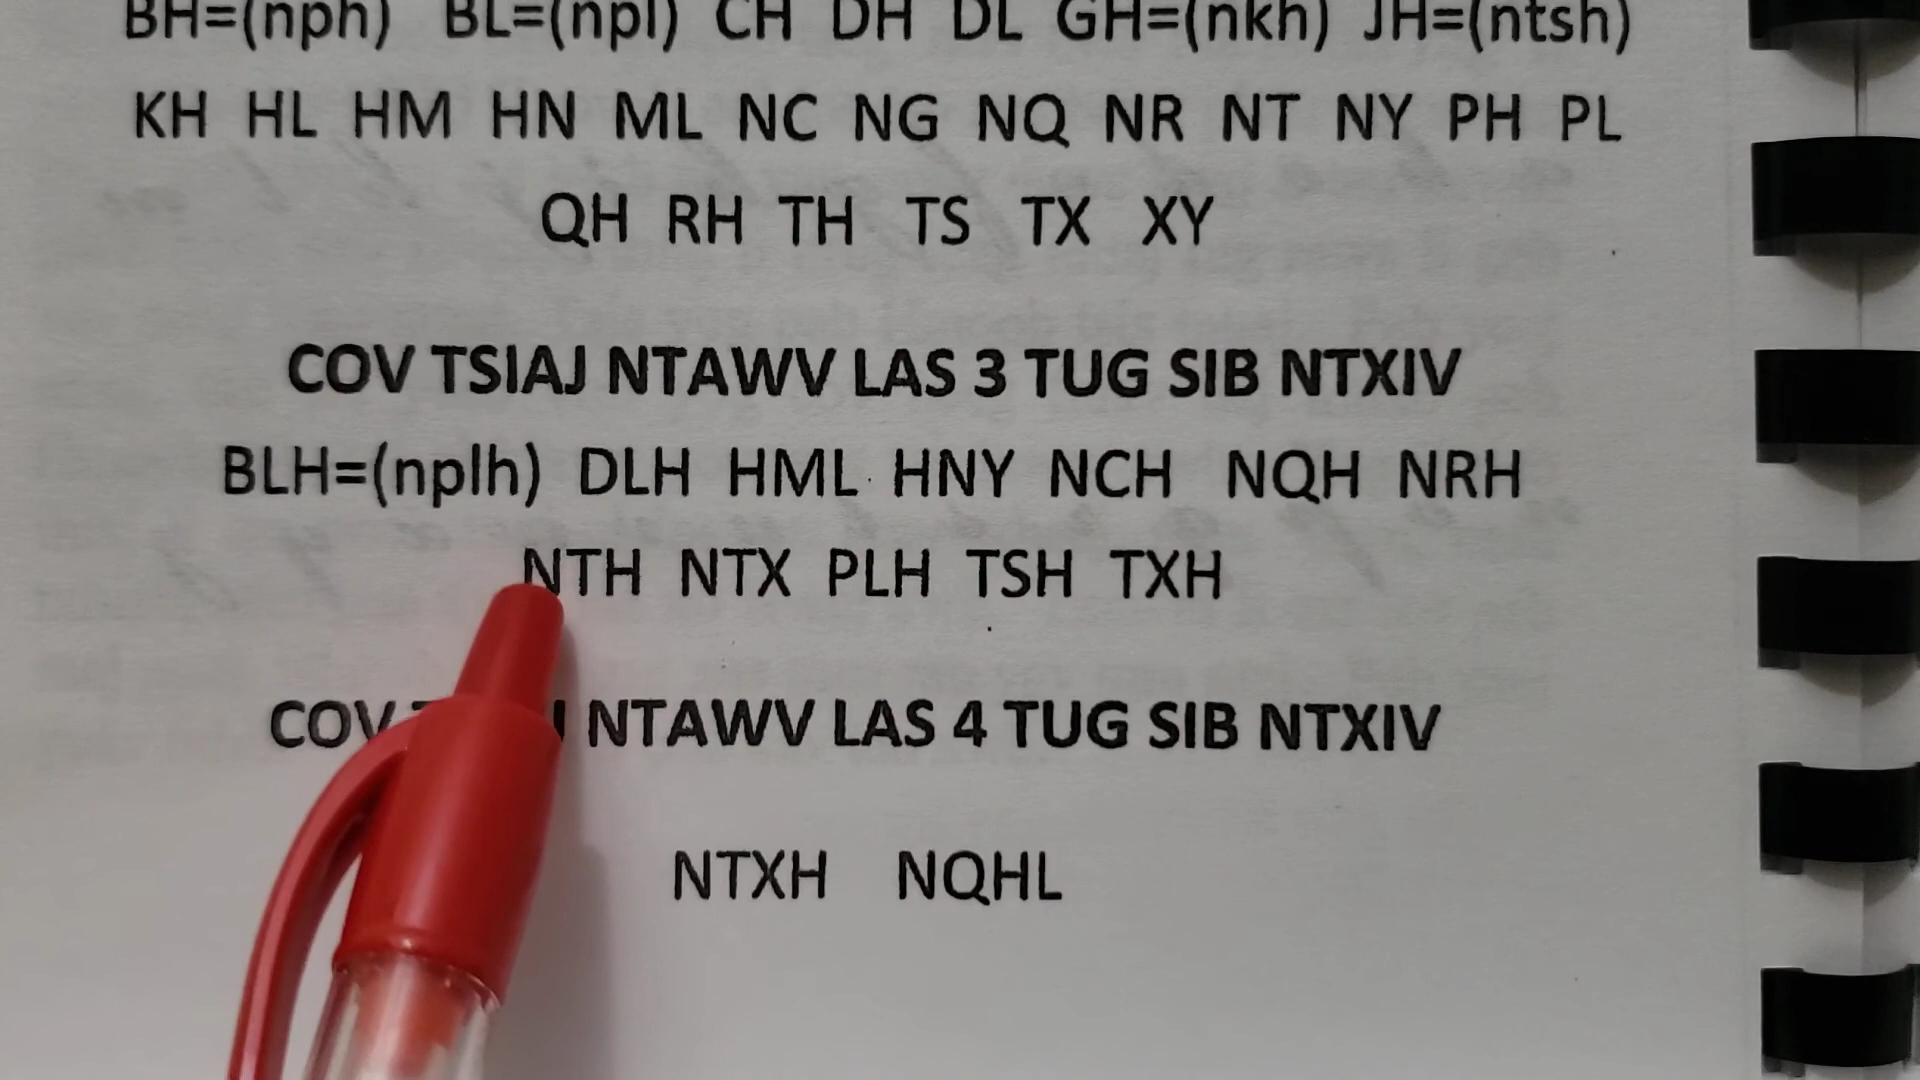 BH=(nph) BL=(npl) CH DH DL GH=(nkh) JH=(ntsh)
KH HL HM HN ML NC NG NQ NR NT NY PH PL
QH RH TH TS TX XY
COV TSIAJ NTAWV LAS 3 TUG SIB NTXIV
BLH=(nplh) DLH HML HNY NCH NQH NRH
NTH NTX PLH TSH TXH
COV NTAWV LAS 4 TUG SIB NTXIV
NTXH NQHL